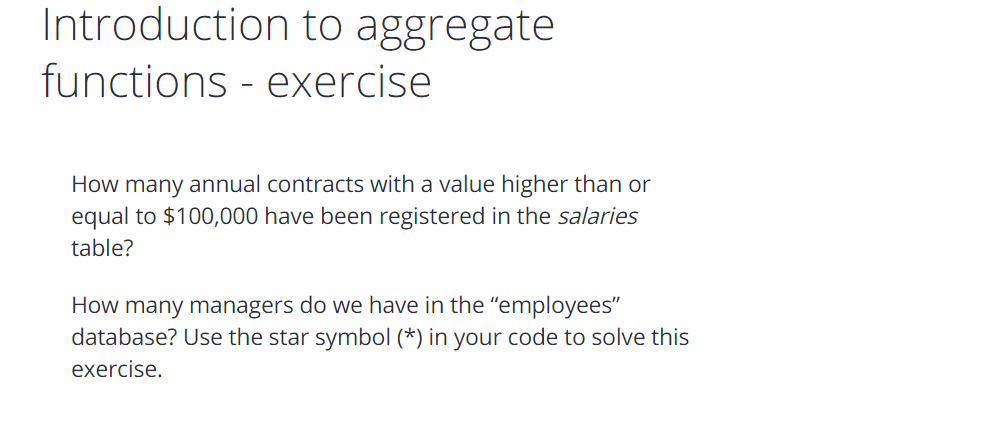 Introduction to aggregate
functions - exercise
How many annual contracts with a value higher than or
equal to $100,000 have been registered in the salaries
table?
How many managers do we have in the “employees”
database? Use the star symbol (*) in your code to solve this
exercise.